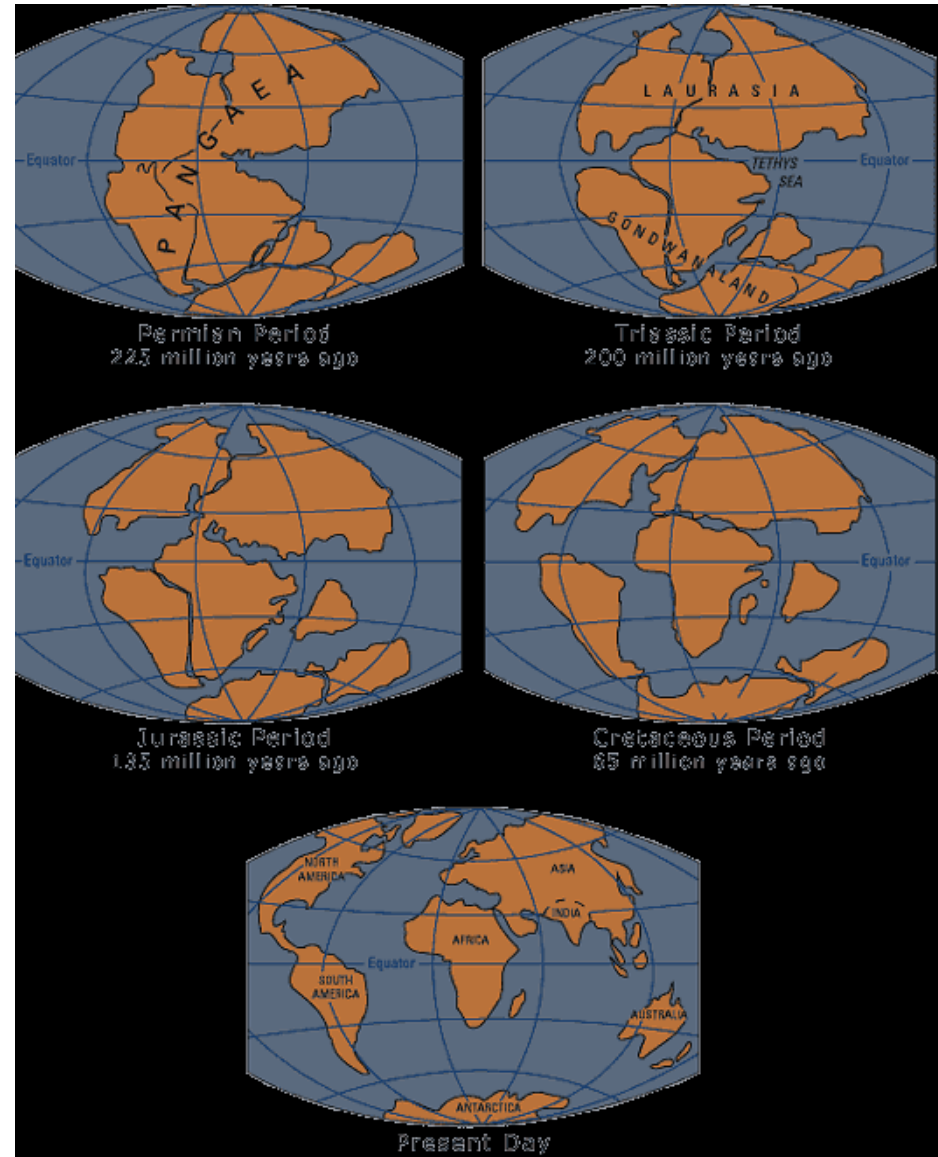 PANGAEA
Equator
Permian Period
225 million years ago
LAURASIA
TETHYS
SEA
Equator
GONDWANALAND
Triassic Period
200 million years ago
Equator
Jurassic Period
135 million years ago
Equator
Cretaceous Period
65 million years ago
NORTH
AMERICA
ASIA
INDIA
AFRICA
Equator
SOUTH
AMERICA
AUSTRALIA
ANTARCTICA
Present Day